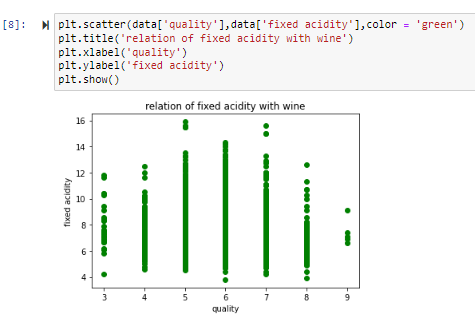 [8]: plt.scatter(data['quality'],data['fixed acidity'],color = 'green')
plt.title('relation of fixed acidity with wine')
plt.xlabel('quality')
plt.ylabel('fixed acidity')
plt.show()
relation of fixed acidity with wine
16
14
12
10
8
6
4
fixed acidity
3 4 5 6 7 8 9
quality